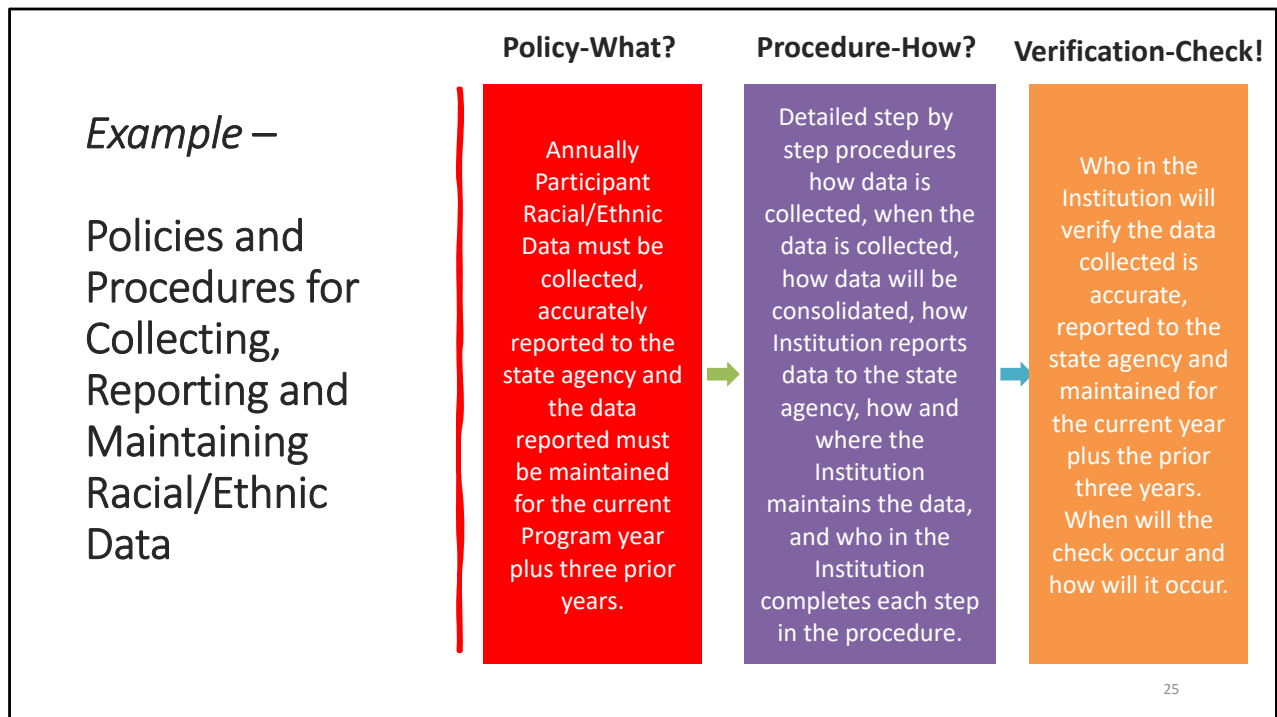 Example –
Policies and
Procedures for
Collecting,
Reporting and
Maintaining
Racial/Ethnic
Data
Policy-What?
Annually
Participant
Racial/Ethnic
Data must be
collected,
accurately
reported to the
state agency and
the data
reported must
be maintained
for the current
Program year
plus three prior
years.
Procedure-How?
Detailed step by
step procedures
how data is
collected, when the
data is collected,
how data will be
consolidated, how
Institution reports
data to the state
agency, how and
where the
Institution
maintains the data,
and who in the
Institution
completes each step
in the procedure.
Verification-Check!
Who in the
Institution will
verify the data
collected is
accurate,
reported to the
state agency and
maintained for
the current year
plus the prior
three years.
When will the
check occur and
how will it occur.
25